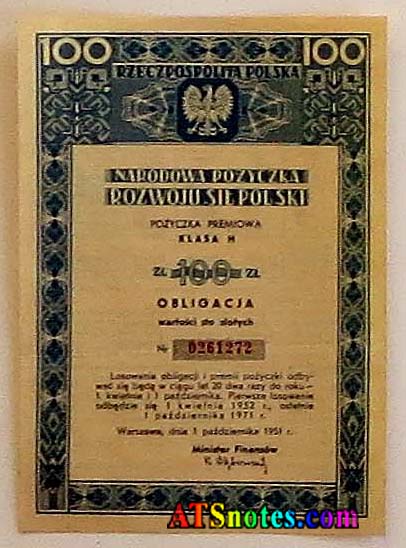 100 100
RZECZPOSPOLITA POLSKA
NARODOWA POŻYCZKA
ROZWOJU SIŁ POLSKI
POŻYCZKA PREMIOWA
KLASA H
ZŁ 100 ZŁ
OBLIGACJA
wartości sto złotych
Nr 0261272
Losowanie obligacji i premii pożyczki odby-
wać się będą w ciągu lat 20 dwa razy do roku—
1 kwietnia i 1 października. Pierwsze losowanie
odbędzie się 1 kwietnia 1952 r., ostatnie
1 października 1971 r.
Warszawa, dnia 1 października 1951 r.
Minister Finansów
ATSnotes.com